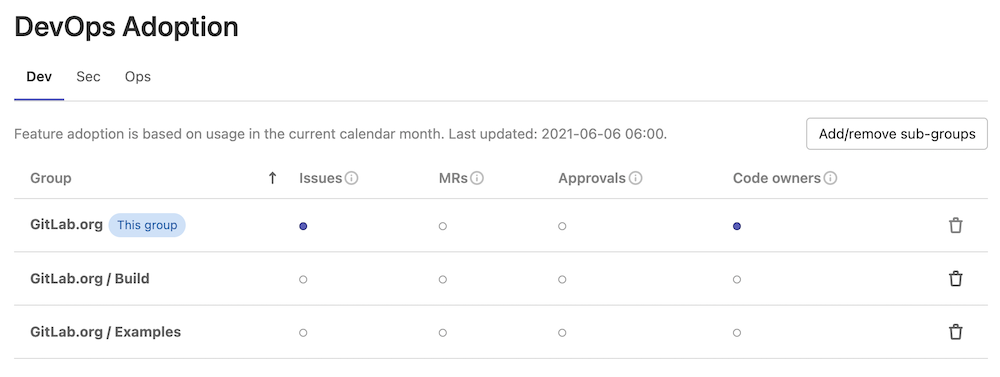 DevOps Adoption
Dev Sec Ops
Feature adoption is based on usage in the current calendar month. Last updated: 2021-06-06 06:00. Add/remove sub-groups
Group Issues MRs Approvals Code owners
GitLab.org This group
GitLab.org / Build
GitLab.org / Examples